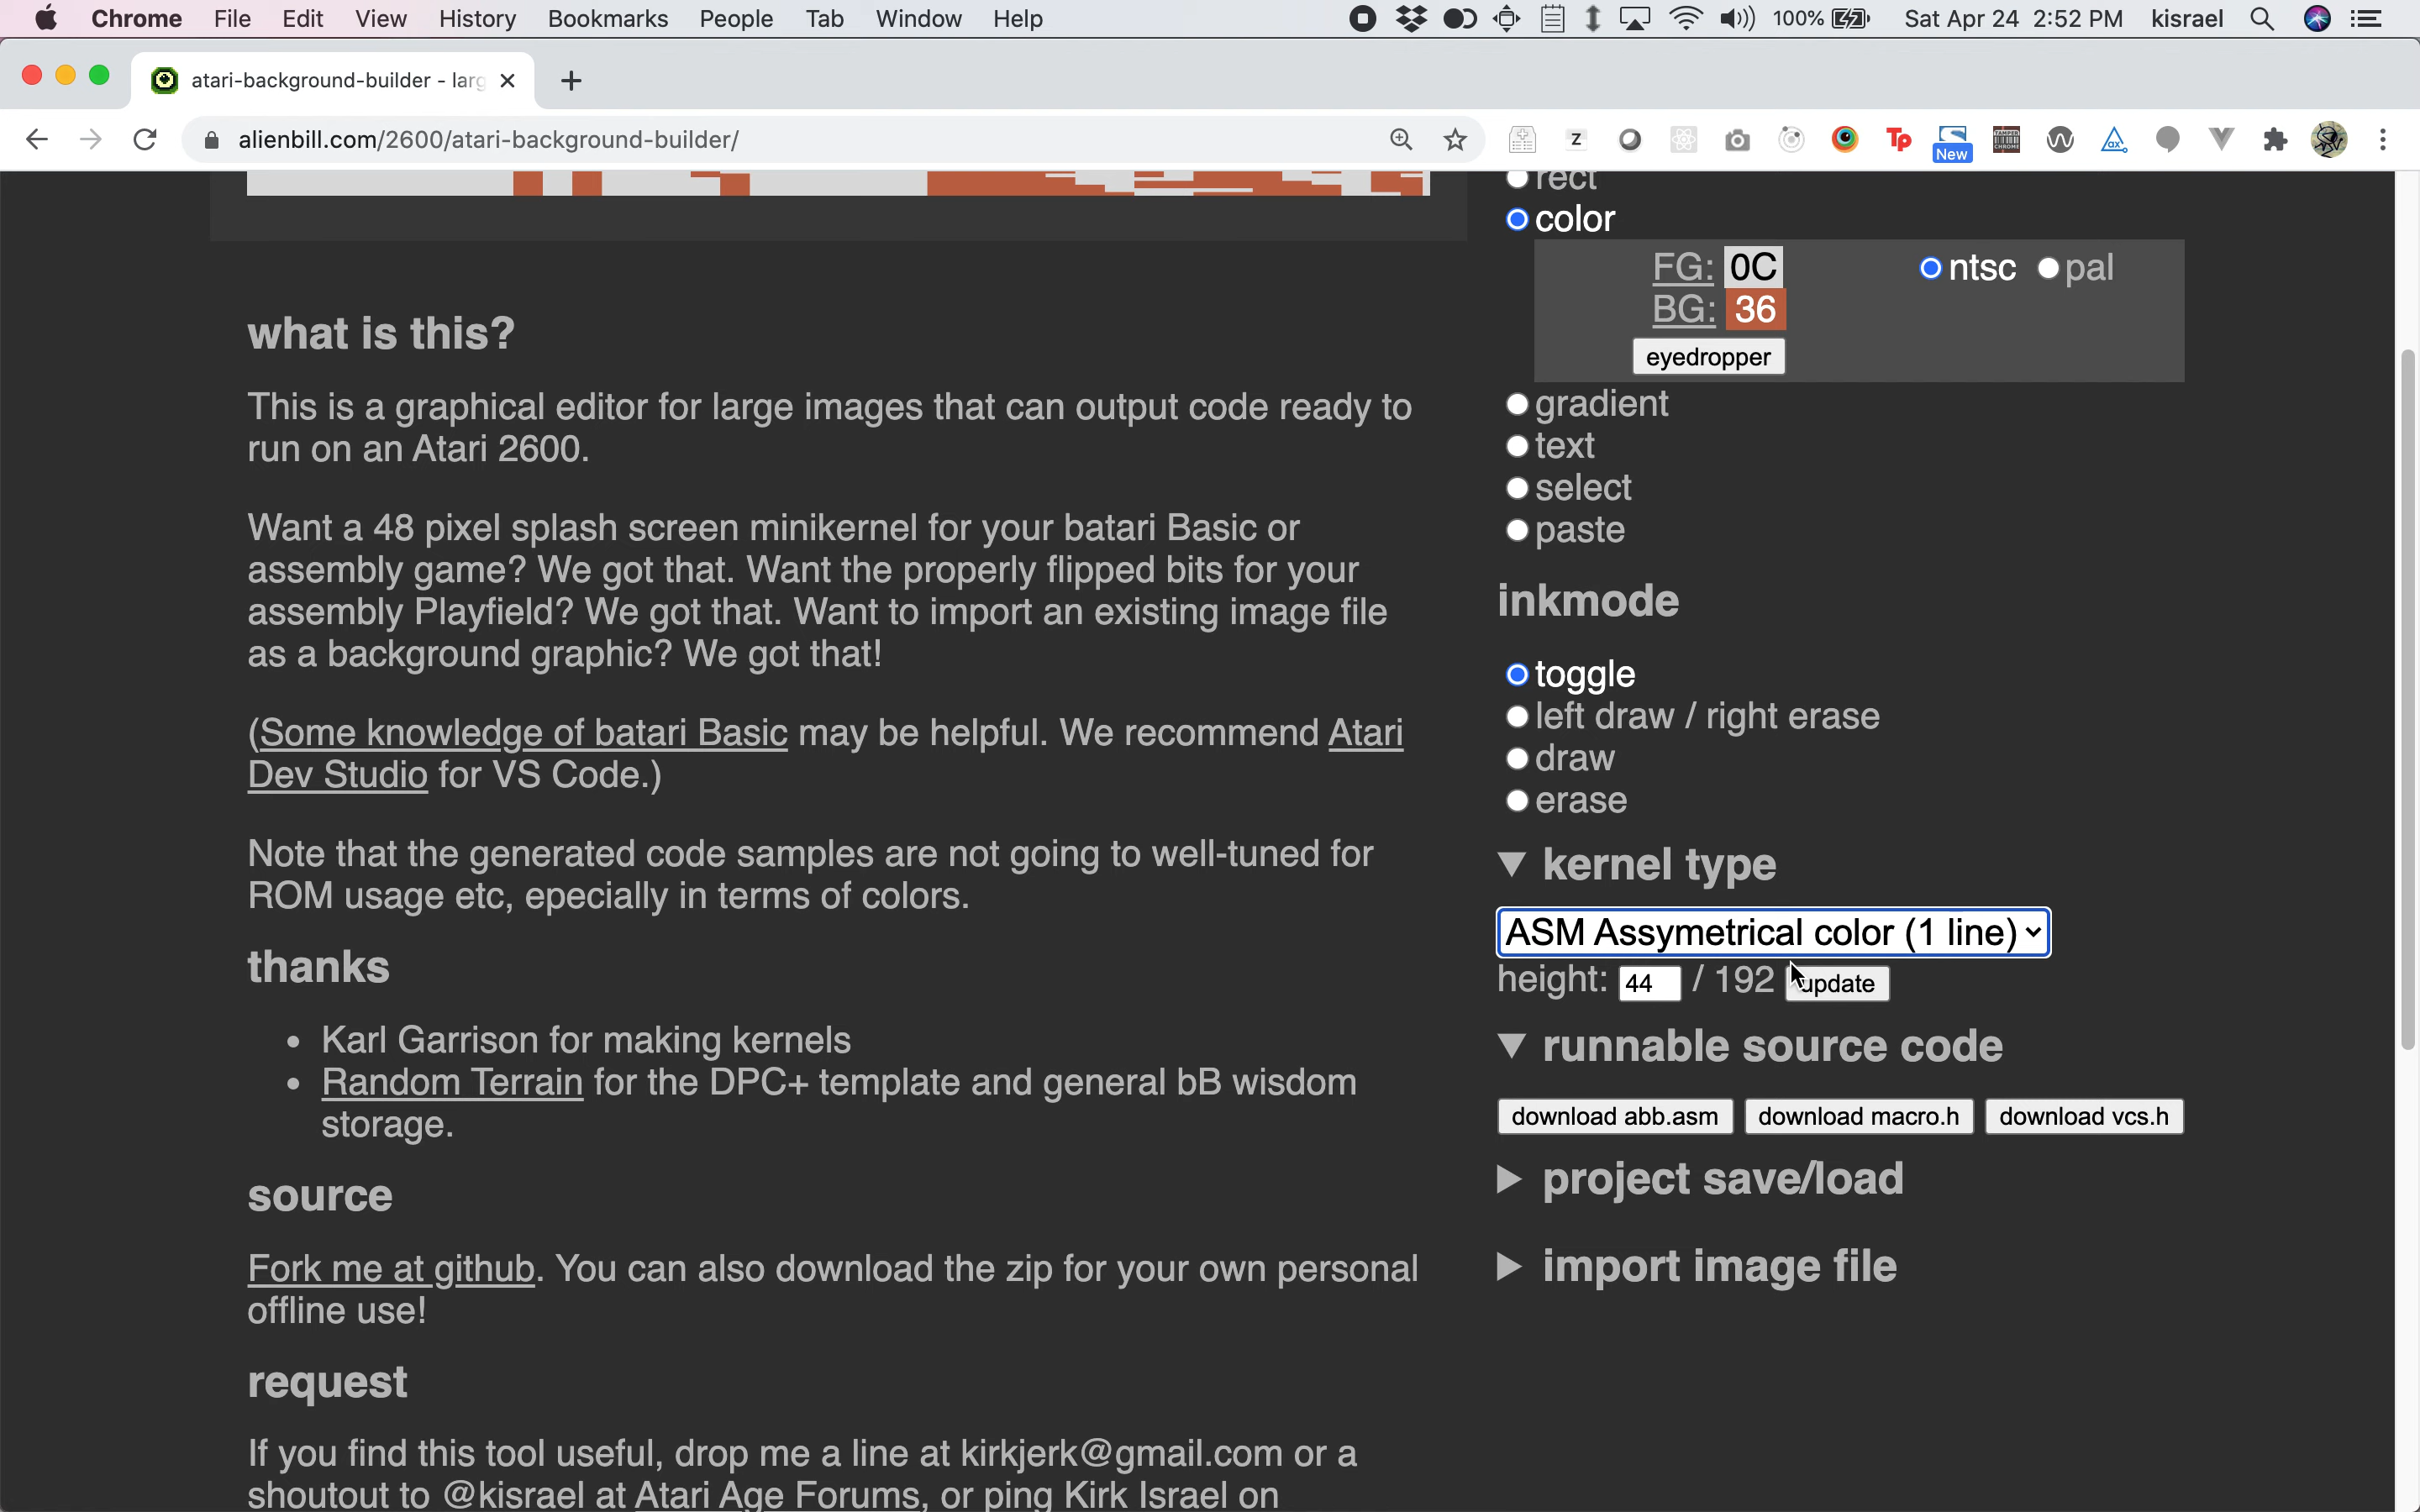 Chrome File Edit View History Bookmarks People Tab Window Help 100% Sat Apr 24 2:52 PM kisrael
atari-background-builder - larg
alienbill.com/2600/atari-background-builder/
Z
Tp
New
ax
rect
color
FG: 0C ntsc pal
BG: 36
eyedropper
gradient
text
select
paste
inkmode
toggle
left draw / right erase
draw
erase
kernel type
ASM Assymetrical color (1 line)
height: 44 / 192 update
runnable source code
download abb.asm download macro.h download vcs.h
project save/load
import image file
what is this?
This is a graphical editor for large images that can output code ready to
run on an Atari 2600.
Want a 48 pixel splash screen minikernel for your batari Basic or
assembly game? We got that. Want the properly flipped bits for your
assembly Playfield? We got that. Want to import an existing image file
as a background graphic? We got that!
(Some knowledge of batari Basic may be helpful. We recommend Atari
Dev Studio for VS Code.)
Note that the generated code samples are not going to well-tuned for
ROM usage etc, epecially in terms of colors.
thanks
• Karl Garrison for making kernels
• Random Terrain for the DPC+ template and general bB wisdom
storage.
source
Fork me at github. You can also download the zip for your own personal
offline use!
request
If you find this tool useful, drop me a line at kirkjerk@gmail.com or a
shoutout to @kisrael at Atari Age Forums, or ping Kirk Israel on